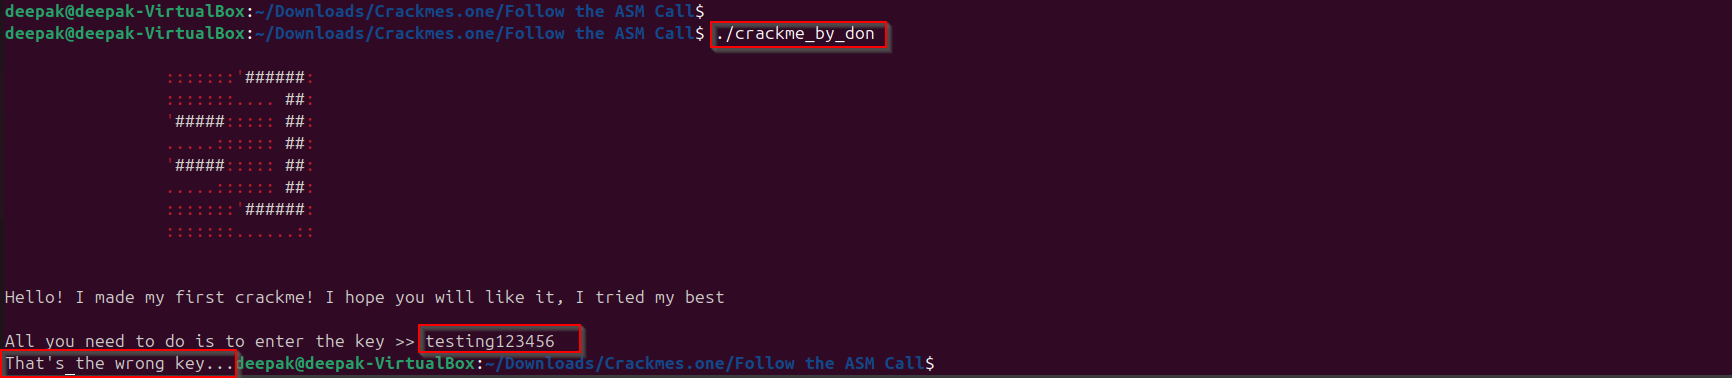 deepak@deepak-VirtualBox:~/Downloads/Crackmes.one/Follow the ASM Call$
deepak@deepak-VirtualBox:~/Downloads/Crackmes.one/Follow the ASM Call$ ./crackme_by_don
:::::::'######:
:::::::.... ##:
'#####::::: ##:
.....:::::: ##:
'#####::::: ##:
.....:::::: ##:
:::::::'######:
:::::::......::
Hello! I made my first crackme! I hope you will like it, I tried my best
All you need to do is to enter the key >> testing123456
That's the wrong key...deepak@deepak-VirtualBox:~/Downloads/Crackmes.one/Follow the ASM Call$